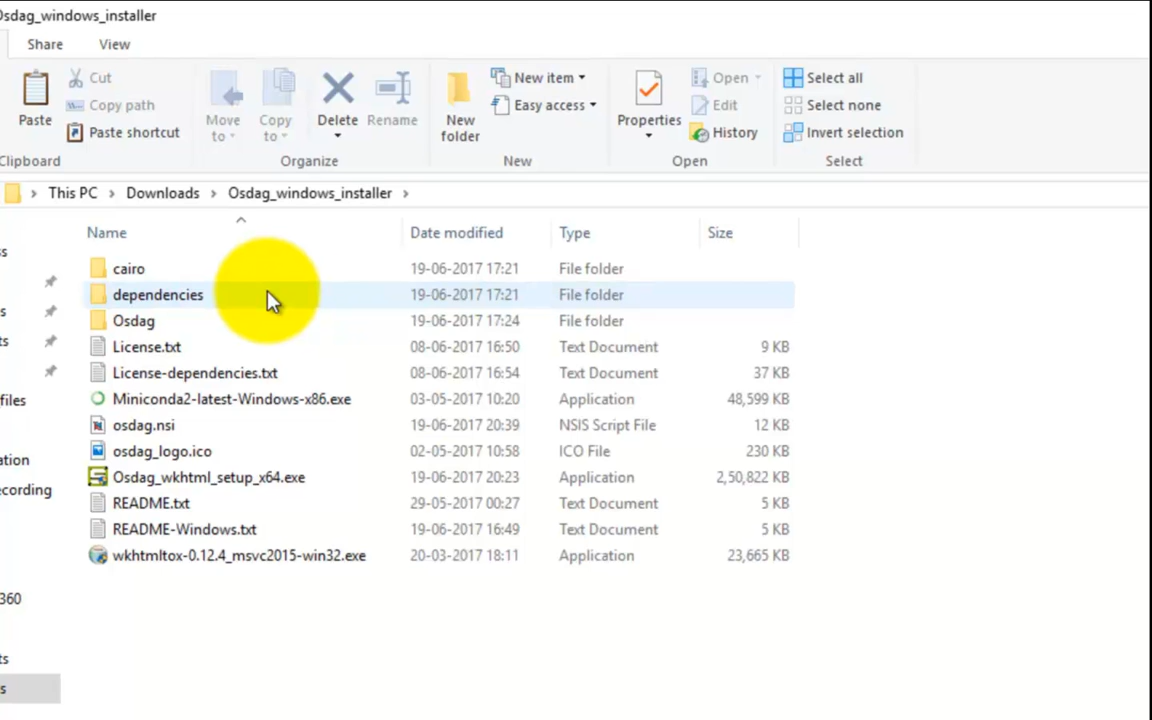 Osdag_windows_installer
Share View
Paste Cut Copy path Paste shortcut Move to Copy to Delete Rename New folder New item Easy access Properties Open Edit History Select all Select none Invert selection
Clipboard Organize New Open Select
This PC Downloads Osdag_windows_installer
Name Date modified Type Size
cairo 19-06-2017 17:21 File folder
dependencies 19-06-2017 17:21 File folder
Osdag 19-06-2017 17:24 File folder
License.txt 08-06-2017 16:50 Text Document 9 KB
License-dependencies.txt 08-06-2017 16:54 Text Document 37 KB
Miniconda2-latest-Windows-x86.exe 03-05-2017 10:20 Application 48,599 KB
osdag.nsi 19-06-2017 20:39 NSIS Script File 12 KB
osdag_logo.ico 02-05-2017 10:58 ICO File 230 KB
Osdag_wkhtml_setup_x64.exe 19-06-2017 20:23 Application 2,50,822 KB
README.txt 29-05-2017 00:27 Text Document 5 KB
README-Windows.txt 19-06-2017 16:49 Text Document 5 KB
wkhtmltox-0.12.4_msvc2015-win32.exe 20-03-2017 18:11 Application 23,665 KB
360